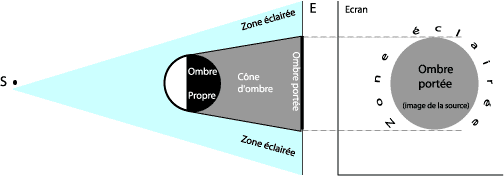 Zone éclairée
E
Ecran
S
Ombre
Propre
Cône
d'ombre
Ombre portée
Zone éclairée
Zone éclairée
Ombre
portée
(image de la source)